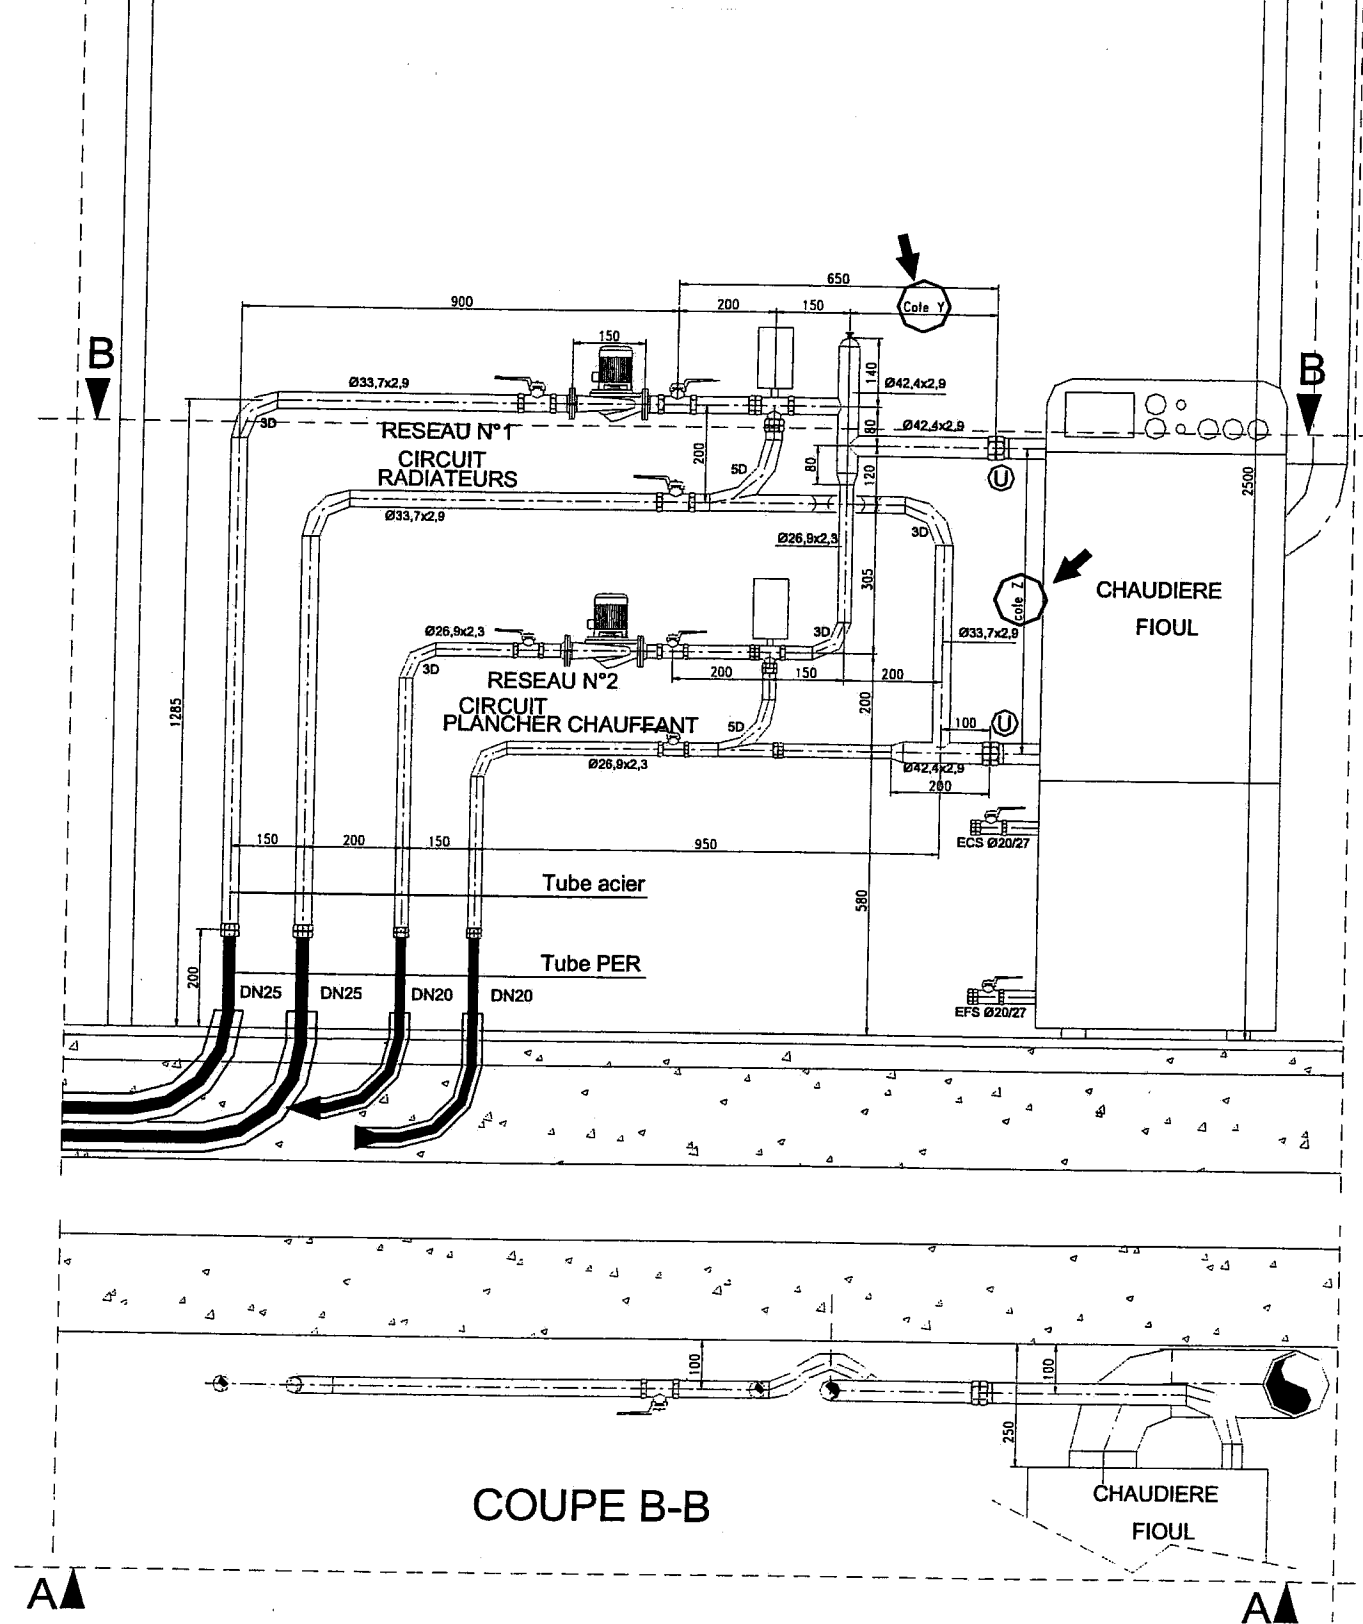 650
900
200
150
Cote Y
150
B
B
Ø33,7x2,9
140
Ø42,4x2,9
3D
RESEAU N°1
80
Ø42,4x2,9
CIRCUIT
RADIATEURS
200
5D
80
120
U
2500
Ø33,7x2,9
Ø26,9x2,3
3D
305
cote Z
CHAUDIERE
FIOUL
Ø26,9x2,3
3D
Ø33,7x2,9
3D
RESEAU N°2
200
150
200
CIRCUIT
PLANCHER CHAUFFANT
1285
5D
200
100
U
Ø26,9x2,3
Ø42,4x2,9
200
150
200
150
950
ECS Ø20/27
Tube acier
580
Tube PER
200
DN25
DN25
DN20
DN20
EFS Ø20/27
100
100
250
COUPE B-B
CHAUDIERE
FIOUL
A
A